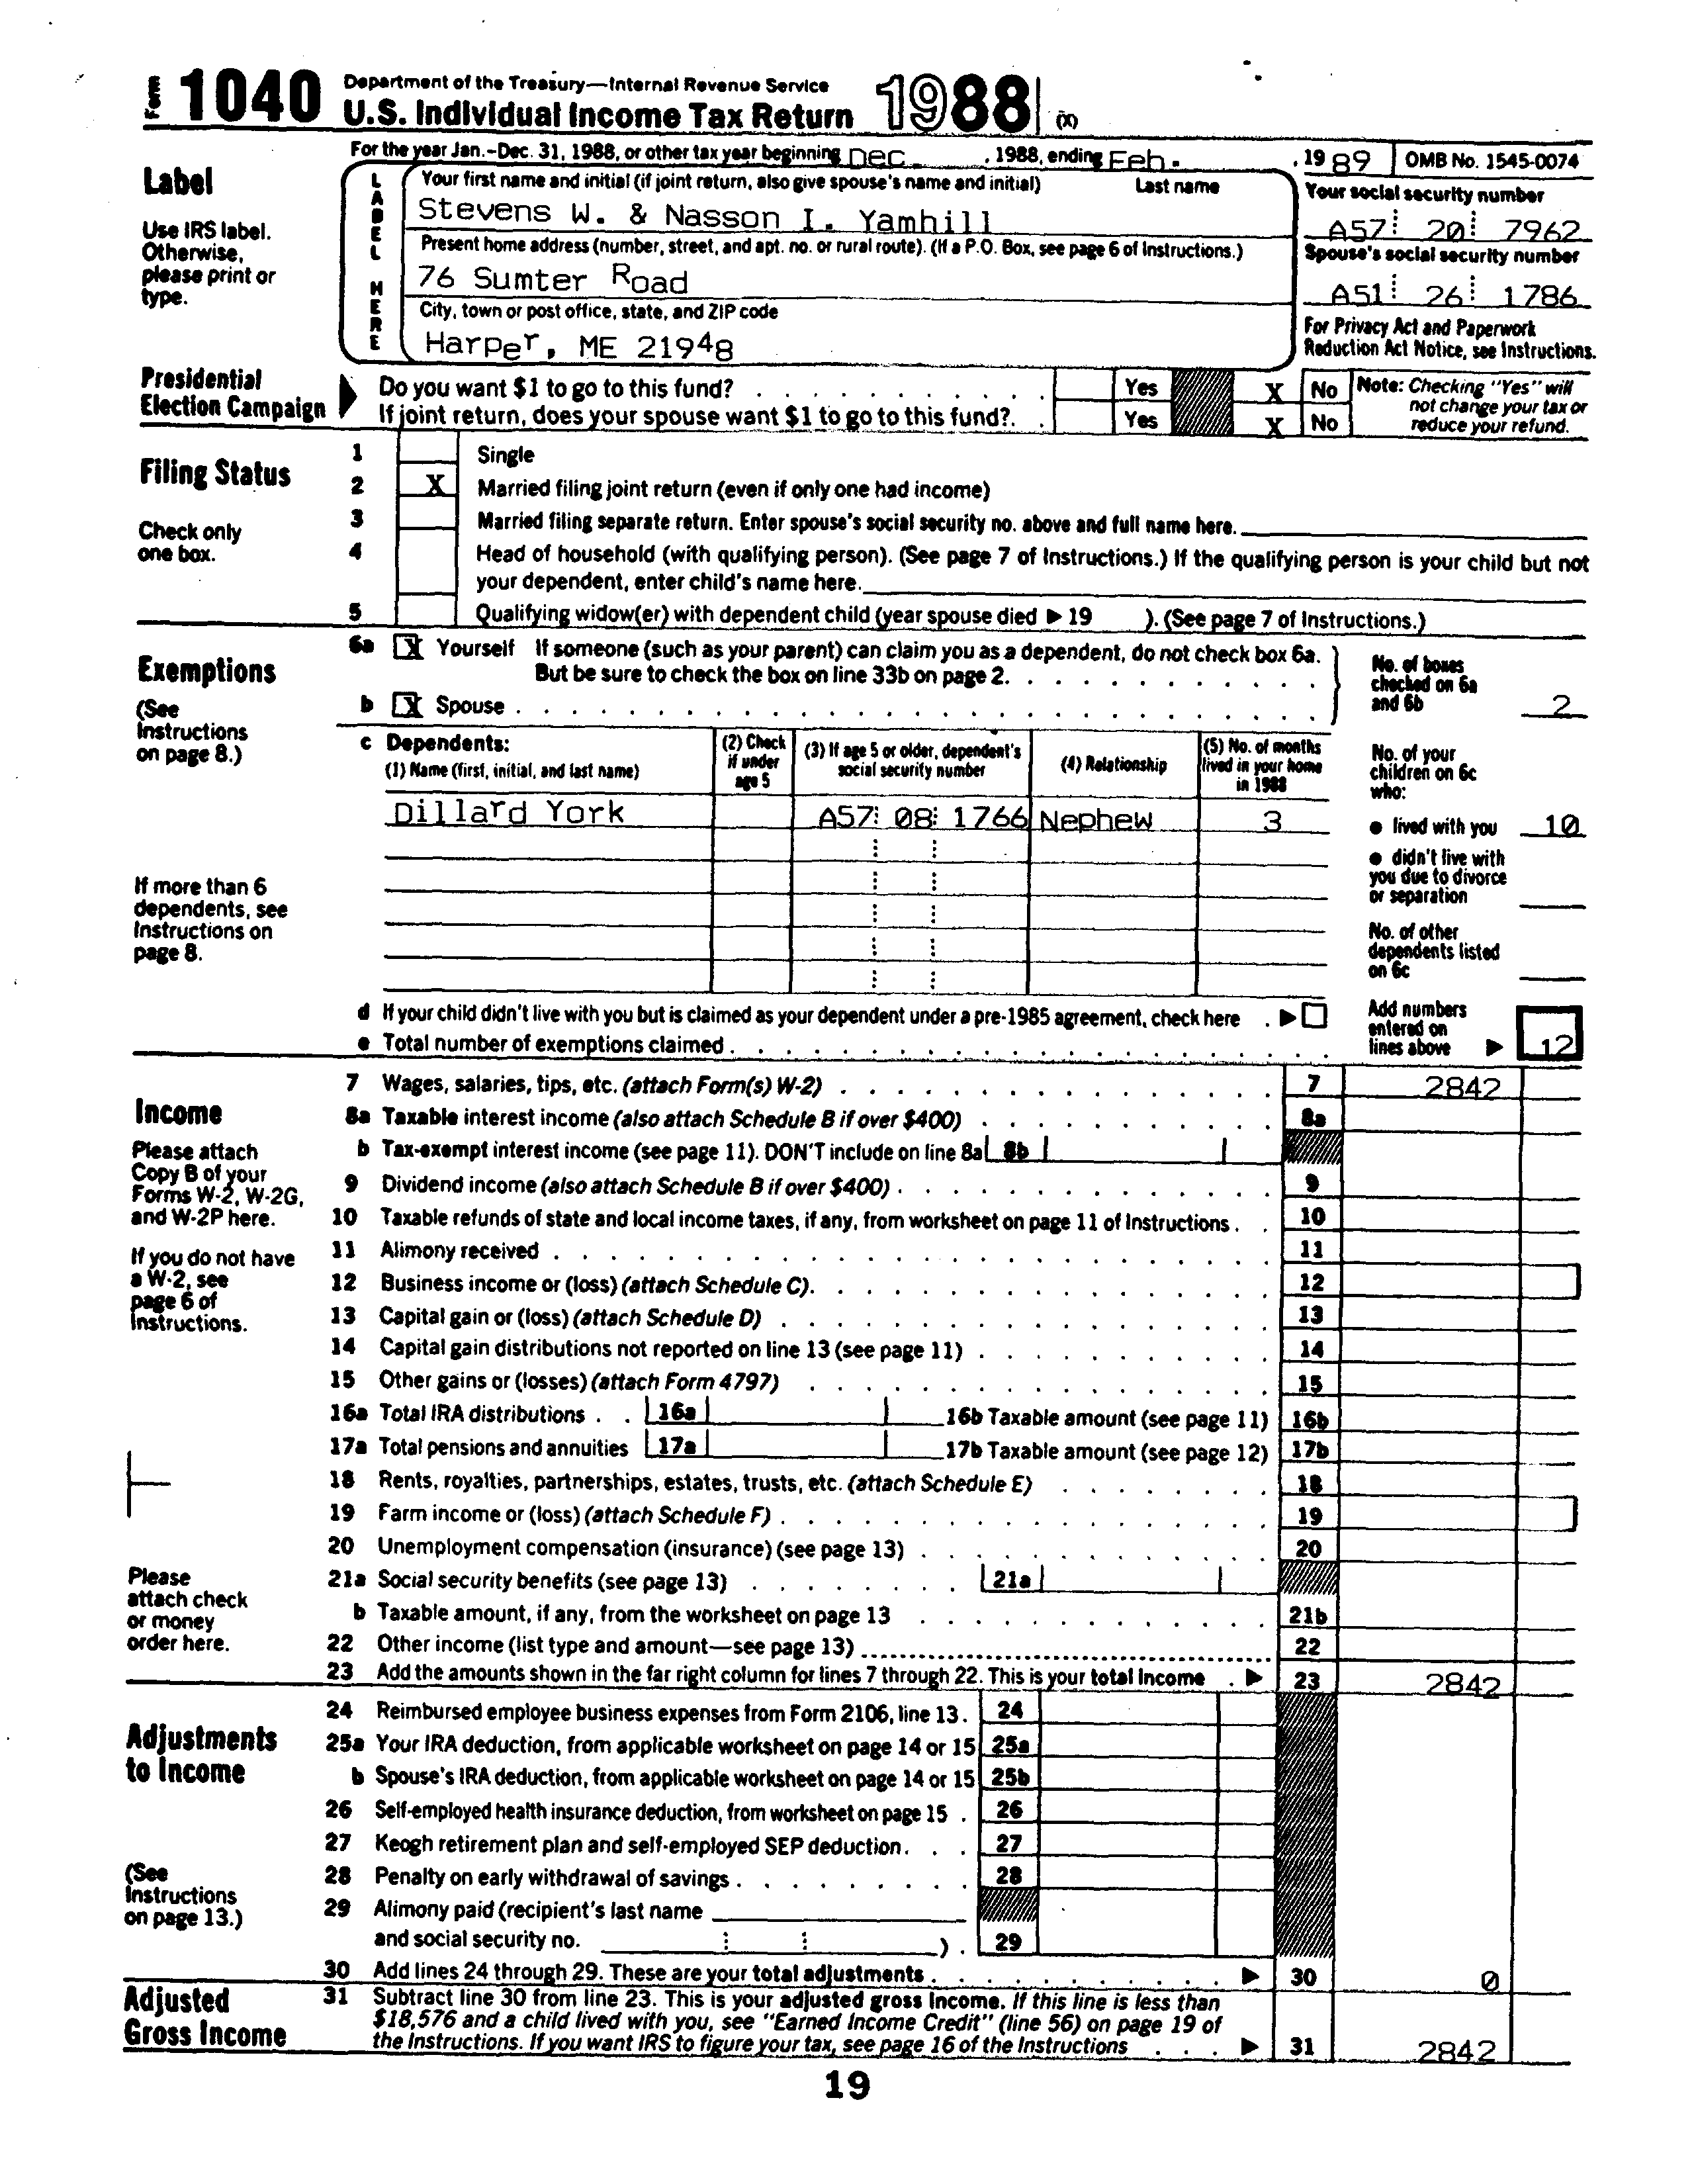 Form 1040 Department of the Treasury—Internal Revenue Service
U.S. Individual Income Tax Return 1988 (X)
For the year Jan.-Dec. 31, 1988, or other tax year beginning Dec. , 1988, ending Feb. , 19 89 OMB No. 1545-0074
Label
Use IRS label.
Otherwise,
please print or
type.
LABEL HERE
Your first name and initial (if joint return, also give spouse's name and initial) Last name
Stevens W. & Nasson I. Yamhill
Present home address (number, street, and apt. no. or rural route). (If a P.O. Box, see page 6 of Instructions.)
76 Sumter Road
City, town or post office, state, and ZIP code
Harper, ME 21948
Your social security number
A57 20 7962
Spouse's social security number
A51 26 1786
For Privacy Act and Paperwork
Reduction Act Notice, see Instructions.
Presidential
Election Campaign
Do you want $1 to go to this fund? Yes X No
If joint return, does your spouse want $1 to go to this fund?. Yes X No
Note: Checking "Yes" will
not change your tax or
reduce your refund.
Filing Status
Check only
one box.
1 Single
2 X Married filing joint return (even if only one had income)
3 Married filing separate return. Enter spouse's social security no. above and full name here.
4 Head of household (with qualifying person). (See page 7 of Instructions.) If the qualifying person is your child but not
your dependent, enter child's name here.
5 Qualifying widow(er) with dependent child (year spouse died ▶ 19 ). (See page 7 of Instructions.)
Exemptions
(See
Instructions
on page 8.)
6a X Yourself If someone (such as your parent) can claim you as a dependent, do not check box 6a.
But be sure to check the box on line 33b on page 2.
b X Spouse
No. of boxes
checked on 6a
and 6b 2
c Dependents:
(1) Name (first, initial, and last name)
(2) Check
if under
age 5
(3) If age 5 or older, dependent's
social security number
(4) Relationship
(5) No. of months
lived in your home
in 1988
Dillard York A57 08 1766 Nephew 3
If more than 6
dependents, see
Instructions on
page 8.
No. of your
children on 6c
who:
● lived with you 10
● didn't live with
you due to divorce
or separation
No. of other
dependents listed
on 6c
d If your child didn't live with you but is claimed as your dependent under a pre-1985 agreement, check here . ▶
e Total number of exemptions claimed
Add numbers
entered on
lines above ▶ 12
Income
Please attach
Copy B of your
Forms W-2, W-2G,
and W-2P here.
If you do not have
a W-2, see
page 6 of
Instructions.
Please
attach check
or money
order here.
7 Wages, salaries, tips, etc. (attach Form(s) W-2) 7 2842
8a Taxable interest income (also attach Schedule B if over $400) 8a
b Tax-exempt interest income (see page 11). DON'T include on line 8a 8b
9 Dividend income (also attach Schedule B if over $400) 9
10 Taxable refunds of state and local income taxes, if any, from worksheet on page 11 of Instructions 10
11 Alimony received 11
12 Business income or (loss) (attach Schedule C). 12
13 Capital gain or (loss) (attach Schedule D) 13
14 Capital gain distributions not reported on line 13 (see page 11) 14
15 Other gains or (losses) (attach Form 4797) 15
16a Total IRA distributions 16a 16b Taxable amount (see page 11) 16b
17a Total pensions and annuities 17a 17b Taxable amount (see page 12) 17b
18 Rents, royalties, partnerships, estates, trusts, etc. (attach Schedule E) 18
19 Farm income or (loss) (attach Schedule F) 19
20 Unemployment compensation (insurance) (see page 13) 20
21a Social security benefits (see page 13) 21a
b Taxable amount, if any, from the worksheet on page 13 21b
22 Other income (list type and amount—see page 13) 22
23 Add the amounts shown in the far right column for lines 7 through 22. This is your total income ▶ 23 2842
Adjustments
to Income
(See
Instructions
on page 13.)
24 Reimbursed employee business expenses from Form 2106, line 13. 24
25a Your IRA deduction, from applicable worksheet on page 14 or 15 25a
b Spouse's IRA deduction, from applicable worksheet on page 14 or 15 25b
26 Self-employed health insurance deduction, from worksheet on page 15 26
27 Keogh retirement plan and self-employed SEP deduction. 27
28 Penalty on early withdrawal of savings 28
29 Alimony paid (recipient's last name
and social security no. ) . 29
30 Add lines 24 through 29. These are your total adjustments ▶ 30 0
Adjusted
Gross Income
31 Subtract line 30 from line 23. This is your adjusted gross income. If this line is less than
$18,576 and a child lived with you, see "Earned Income Credit" (line 56) on page 19 of
the Instructions. If you want IRS to figure your tax, see page 16 of the Instructions ▶ 31 2842
19